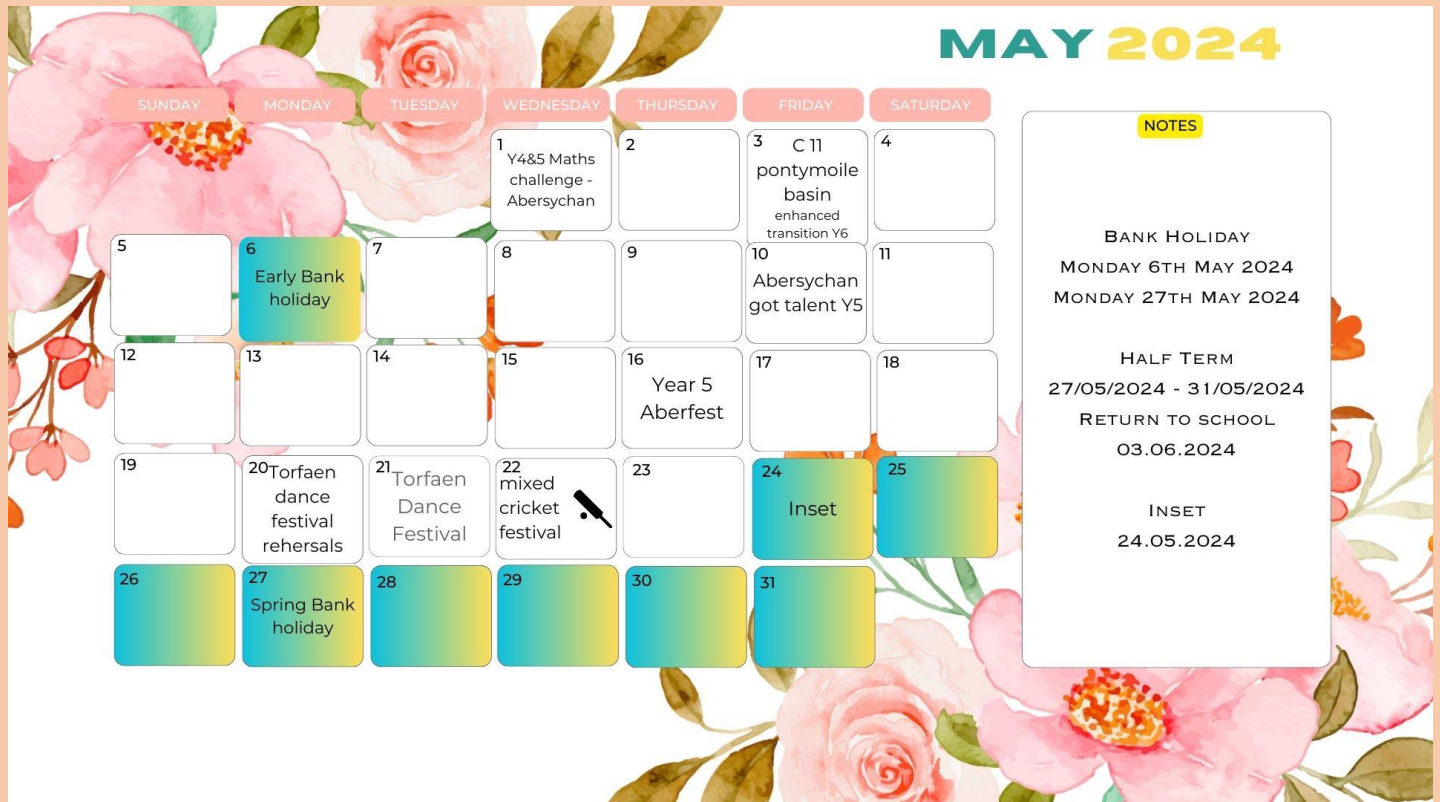 MAY 2024
SUNDAY MONDAY TUESDAY WEDNESDAY THURSDAY FRIDAY SATURDAY
1
Y4&5 Maths
challenge -
Abersychan
2
3 C 11
pontymoile
basin
enhanced
transition Y6
4
5
6
Early Bank
holiday
7
8
9
10
Abersychan
got talent Y5
11
12
13
14
15
16
Year 5
Aberfest
17
18
19
20 Torfaen
dance
festival
rehersals
21 Torfaen
Dance
Festival
22
mixed
cricket
festival
23
24
Inset
25
26
27
Spring Bank
holiday
28
29
30
31
NOTES
BANK HOLIDAY
MONDAY 6TH MAY 2024
MONDAY 27TH MAY 2024
HALF TERM
27/05/2024 - 31/05/2024
RETURN TO SCHOOL
03.06.2024
INSET
24.05.2024